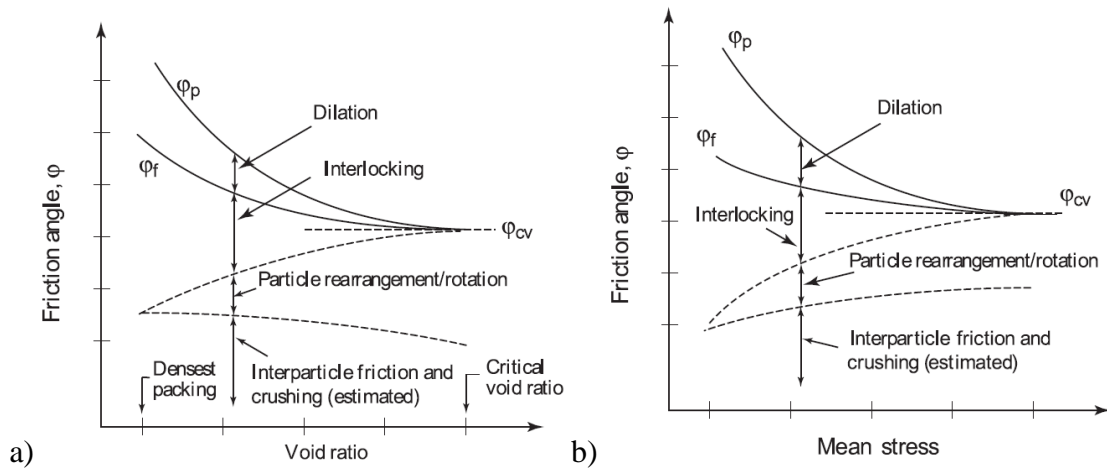 φp
Dilation
φf
Interlocking
φcv
Friction angle, φ
Particle rearrangement/rotation
Densest
packing
Interparticle friction and
crushing (estimated)
Critical
void ratio
a)
Void ratio
φp
Dilation
φf
Interlocking
φcv
Friction angle, φ
Particle rearrangement/rotation
Interparticle friction and
crushing (estimated)
b)
Mean stress